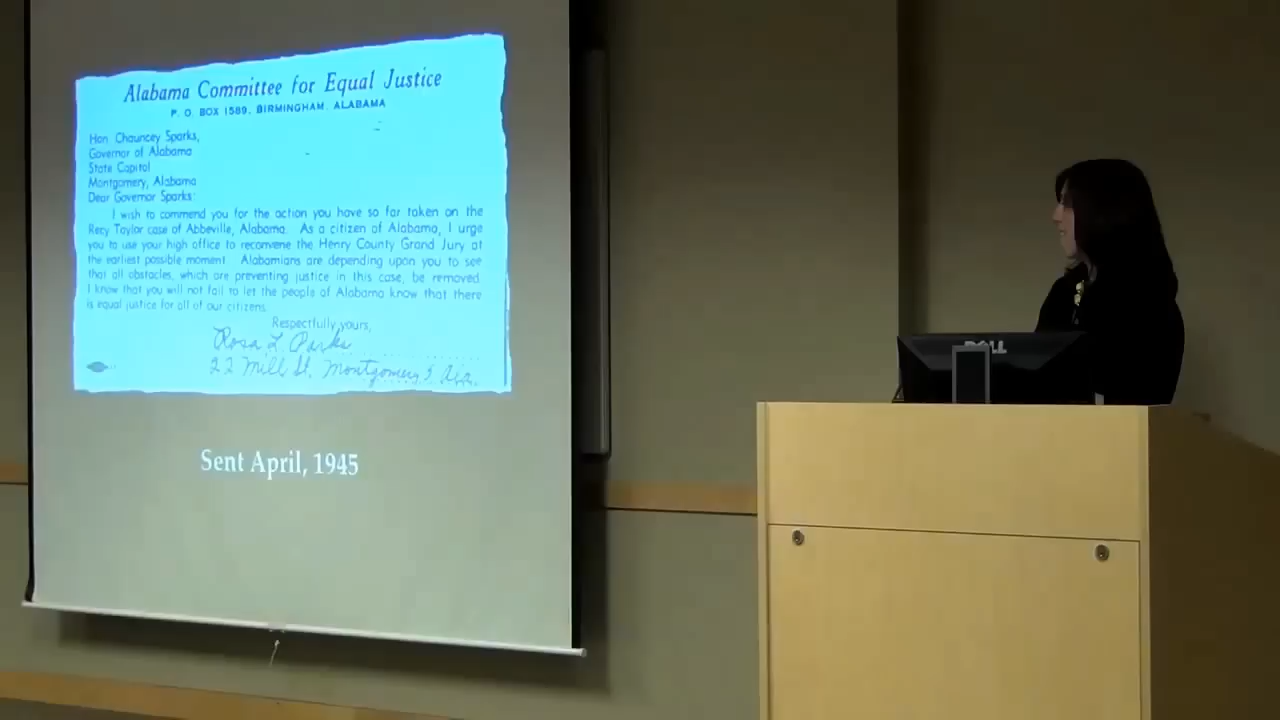 Alabama Committee for Equal Justice
P. O. BOX 1589, BIRMINGHAM, ALABAMA
Hon Chauncey Sparks,
Governor of Alabama
State Capitol
Montgomery, Alabama
Dear Governor Sparks:
I wish to commend you for the action you have so far taken on the
Recy Taylor case of Abbeville, Alabama. As a citizen of Alabama, I urge
you to use your high office to reconvene the Henry County Grand Jury at
the earliest possible moment. Alabamians are depending upon you to see
that all obstacles, which are preventing justice in this case, be removed.
I know that you will not fail to let the people of Alabama know that there
is equal justice for all of our citizens.
Respectfully yours,
Rosa L. Parks
22 Mill St. Montgomery 5 Ala.
Sent April, 1945
DELL